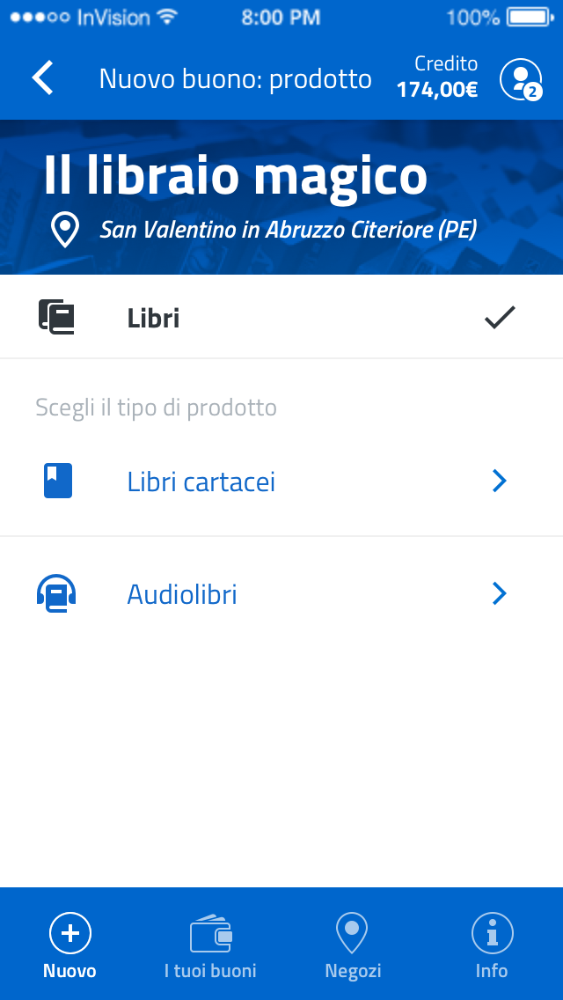 InVision 8:00 PM 100%
Nuovo buono: prodotto
Credito
174,00€
2
Il libraio magico
San Valentino in Abruzzo Citeriore (PE)
Libri
Scegli il tipo di prodotto
Libri cartacei
Audiolibri
Nuovo I tuoi buoni Negozi Info